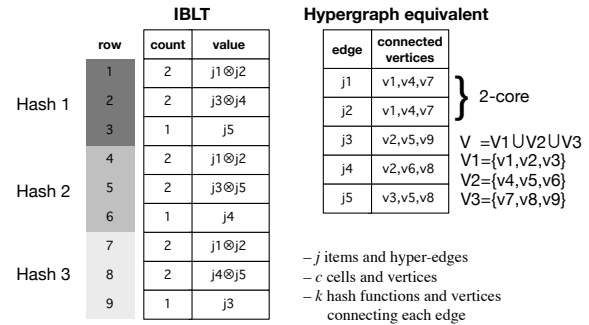 IBLT
row count value
Hash 1
1 2 j1⊗j2
2 2 j3⊗j4
3 1 j5
Hash 2
4 2 j1⊗j2
5 2 j3⊗j5
6 1 j4
Hash 3
7 2 j1⊗j2
8 2 j4⊗j5
9 1 j3
Hypergraph equivalent
edge connected vertices
j1 v1,v4,v7
j2 v1,v4,v7
j3 v2,v5,v9
j4 v2,v6,v8
j5 v3,v5,v8
} 2-core
V =V1∪V2∪V3
V1={v1,v2,v3}
V2={v4,v5,v6}
V3={v7,v8,v9}
– j items and hyper-edges
– c cells and vertices
– k hash functions and vertices
connecting each edge